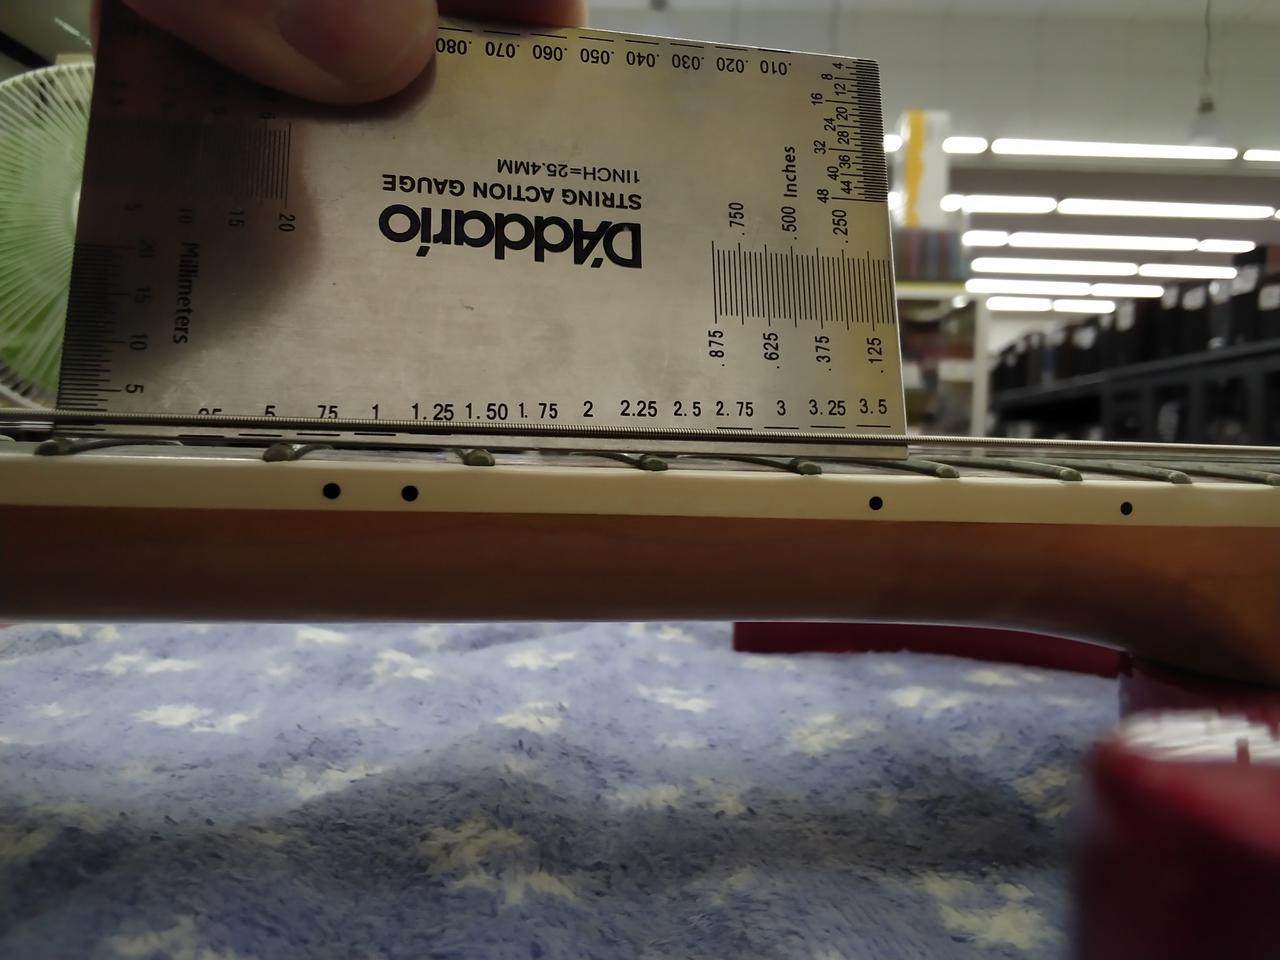 .080 .070 .060 .050 .040 .030 .020 .010
4 8 12 16 20 24 28 32 36 40 44 48
1INCH=25.4MM
STRING ACTION GAUGE
D'Addario
Inches
.750 .500 .250
.875 .625 .375 .125
5 10 15 20
Millimeters
20 15 10 5
5 75 1 1.25 1.50 1.75 2 2.25 2.5 2.75 3 3.25 3.5